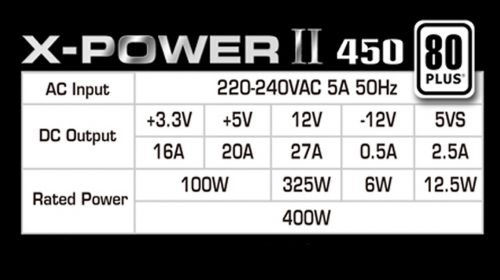 X-POWER II 450
80
PLUS®
AC Input 220-240VAC 5A 50Hz
DC Output +3.3V +5V 12V -12V 5VS
16A 20A 27A 0.5A 2.5A
Rated Power 100W 325W 6W 12.5W
400W